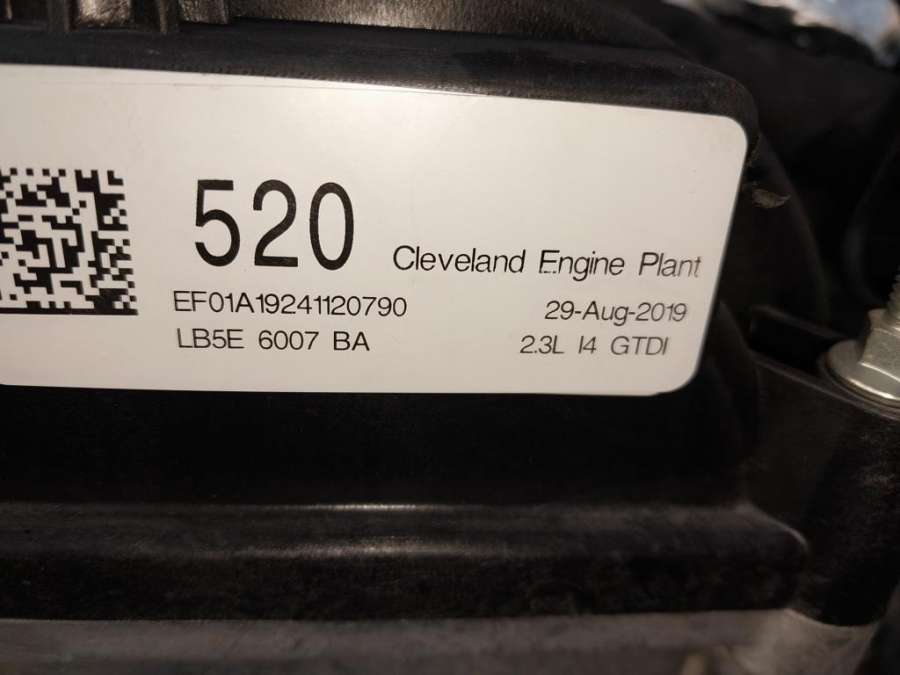 520
Cleveland Engine Plant
EF01A19241120790
29-Aug-2019
LB5E 6007 BA
2.3L I4 GTDI